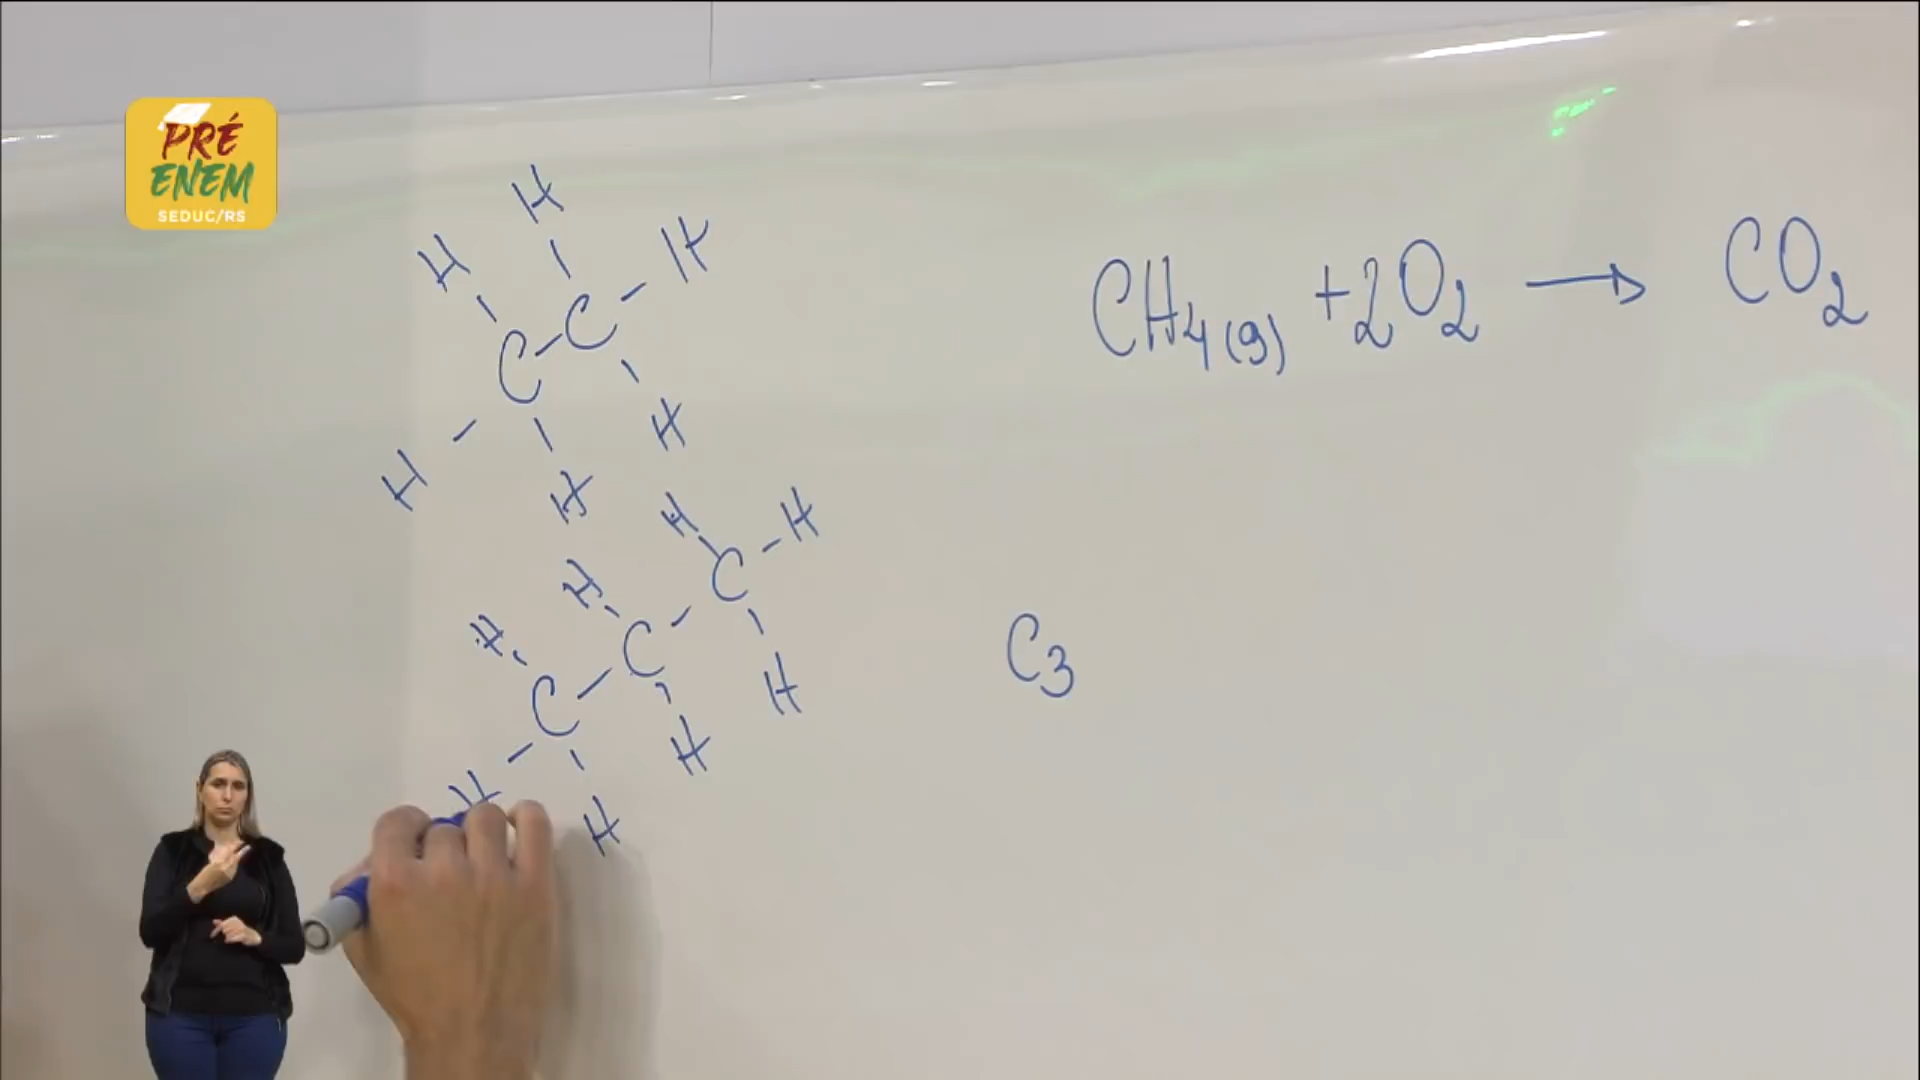 PRÉ
ENEM
SEDUC/RS
H
H H
C - C
H H
H
CH4(g) + 2O2 → CO2
H H
H C
H C
C H
H H
H
C3